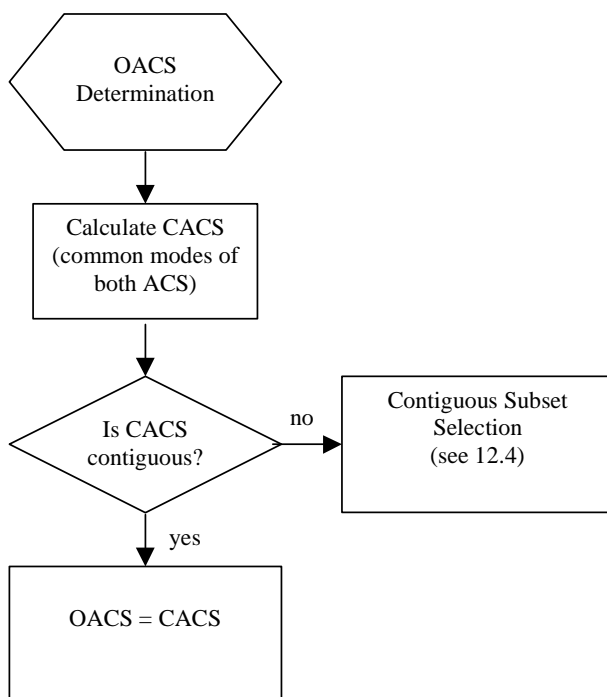 OACS
Determination
Calculate CACS
(common modes of
both ACS)
Is CACS
contiguous?
no
Contiguous Subset
Selection
(see 12.4)
yes
OACS = CACS